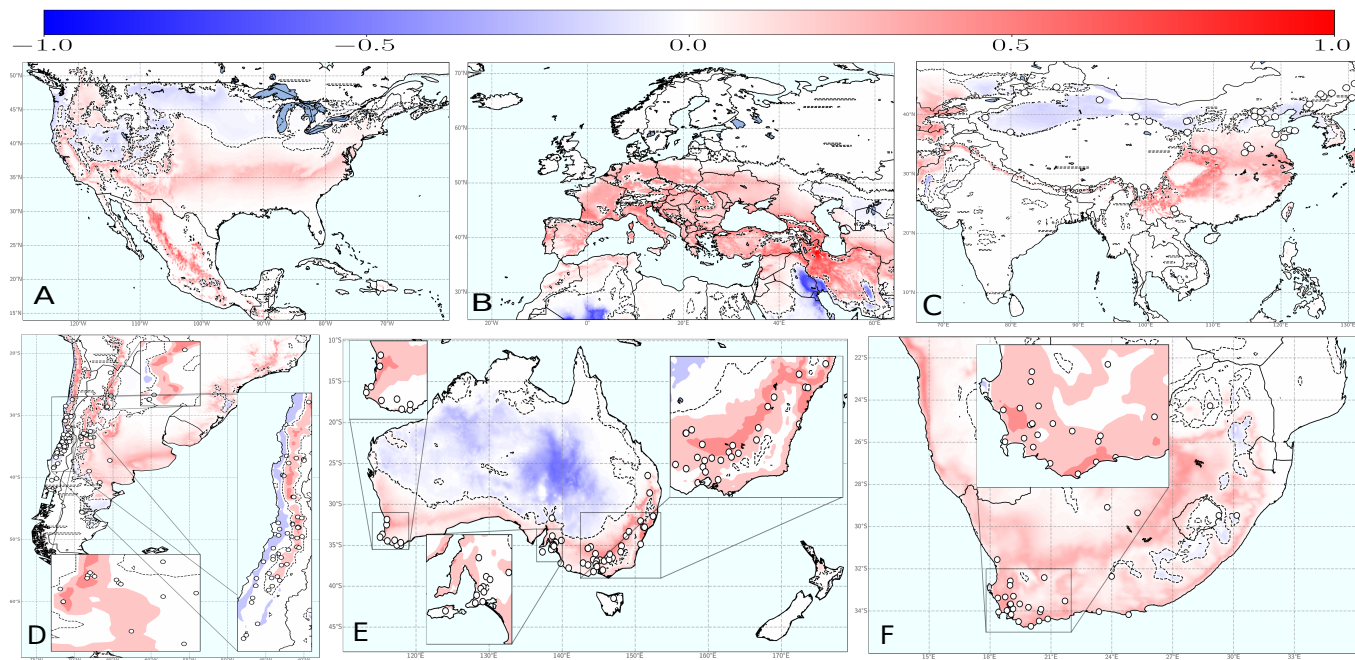 −1.0 −0.5 0.0 0.5 1.0
50°N
45°N
40°N
35°N
30°N
25°N
20°N
15°N
A
120°W 110°W 100°W 90°W 80°W 70°W
70°N
60°N
50°N
40°N
B
20°W 0° 20°E 40°E 60°E
40°N
30°N
20°N
10°N
C
70°E 80°E 90°E 100°E 110°E 120°E 130°E
D
10°S
15°S
20°S
25°S
30°S
35°S
40°S
45°S
E
120°E 130°E 140°E 150°E 160°E 170°E
22°S
24°S
26°S
28°S
30°S
32°S
34°S
F
15°E 18°E 21°E 24°E 27°E 30°E 33°E